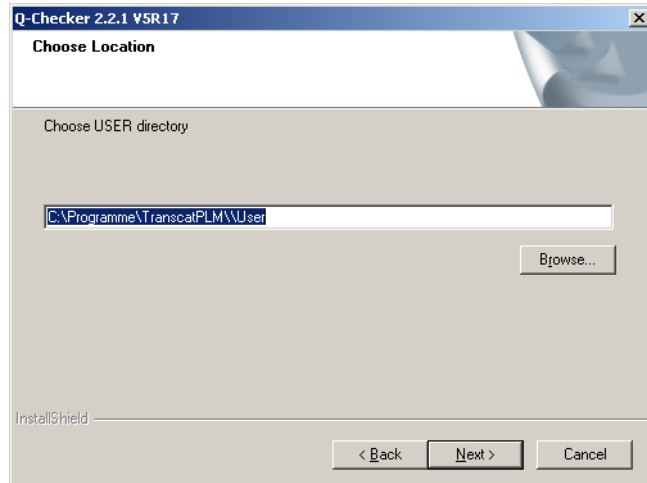 Q-Checker 2.2.1 V5R17
Choose Location
Choose USER directory
C:\Programme\TranscatPLM\\User
Browse...
InstallShield
< Back
Next >
Cancel